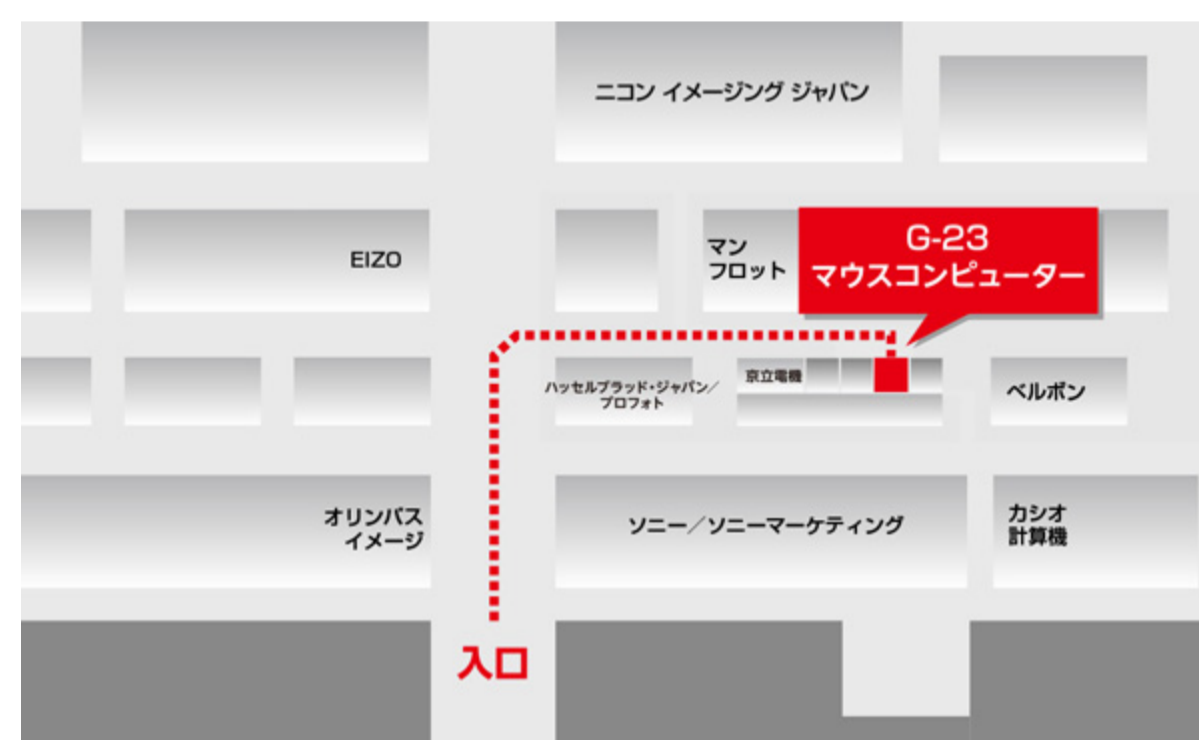 ニコン イメージング ジャパン
EIZO
マン
フロット
G-23
マウスコンピューター
ハッセルブラッド・ジャパン／
プロフォト
京立電機
ベルボン
オリンパス
イメージ
ソニー／ソニーマーケティング
カシオ
計算機
入口